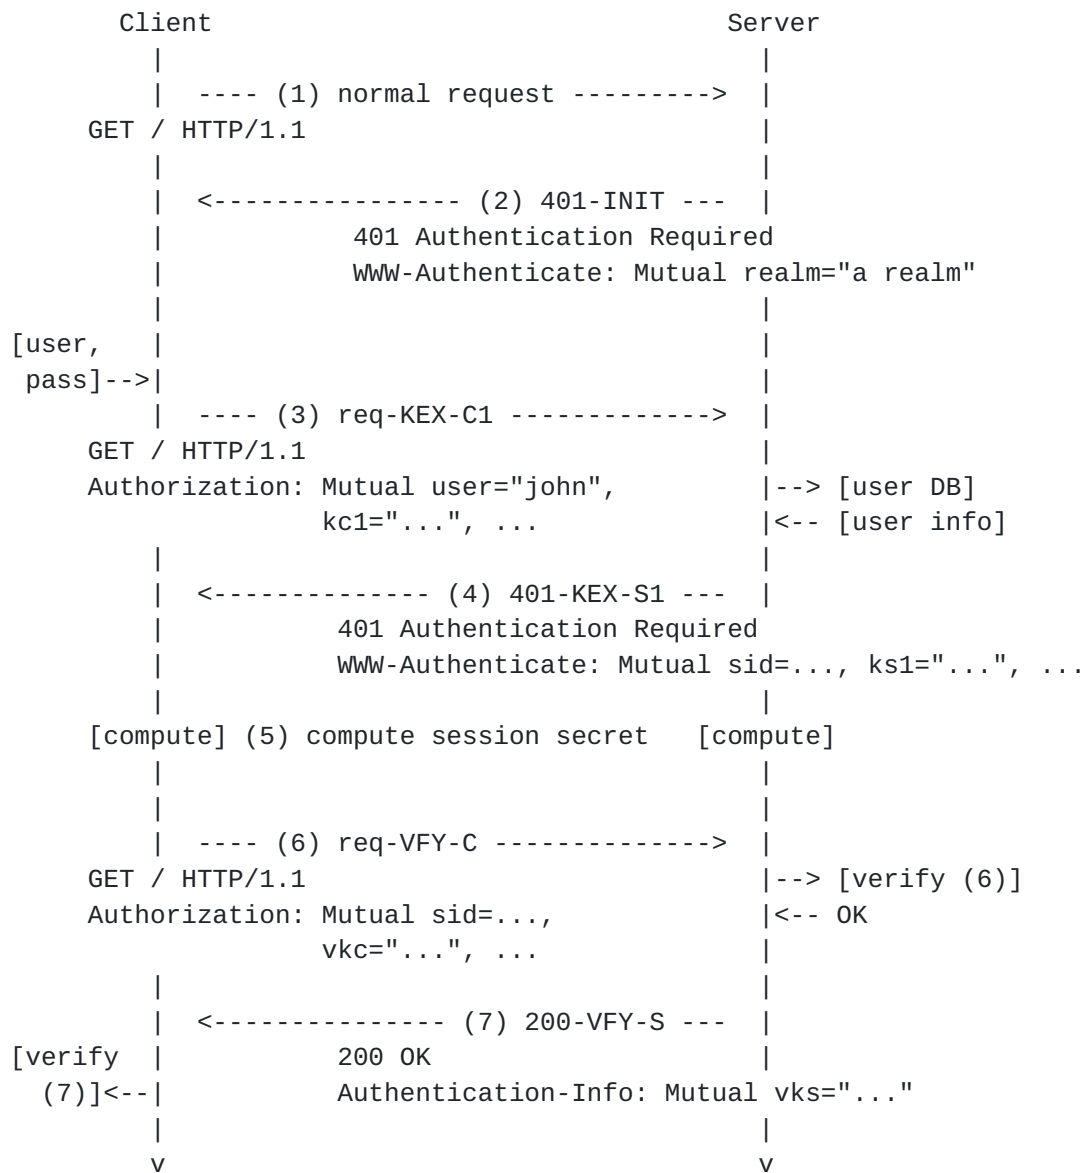 Client                                 Server
         |                                      |
         |  ---- (1) normal request --------->  |
     GET / HTTP/1.1                             |
         |                                      |
         |  <---------------- (2) 401-INIT ---  |
         |            401 Authentication Required
         |            WWW-Authenticate: Mutual realm="a realm"
         |                                      |
[user,   |                                      |
 pass]-->|                                      |
         |  ---- (3) req-KEX-C1 ------------->  |
     GET / HTTP/1.1                             |
     Authorization: Mutual user="john",         |--> [user DB]
                    kc1="...", ...              |<-- [user info]
         |                                      |
         |  <-------------- (4) 401-KEX-S1 ---  |
         |           401 Authentication Required
         |           WWW-Authenticate: Mutual sid=..., ks1="...", ...
         |                                      |
     [compute] (5) compute session secret   [compute]
         |                                      |
         |                                      |
         |  ---- (6) req-VFY-C -------------->  |
     GET / HTTP/1.1                             |--> [verify (6)]
     Authorization: Mutual sid=...,             |<-- OK
                    vkc="...", ...              |
         |                                      |
         |  <--------------- (7) 200-VFY-S ---  |
[verify  |           200 OK                     |
  (7)]<--|           Authentication-Info: Mutual vks="..."
         |                                      |
         v                                      v